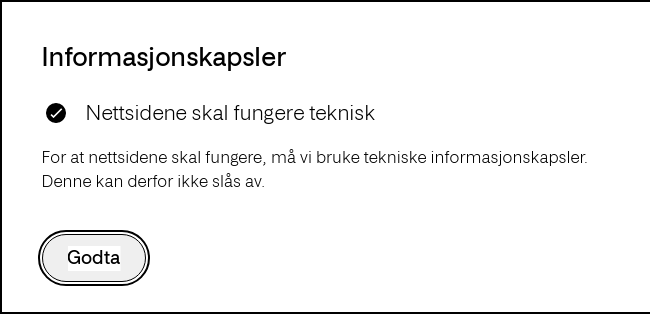 Informasjonskapsler
Nettsidene skal fungere teknisk
For at nettsidene skal fungere, må vi bruke tekniske informasjonskapsler.
Denne kan derfor ikke slås av.
Godta